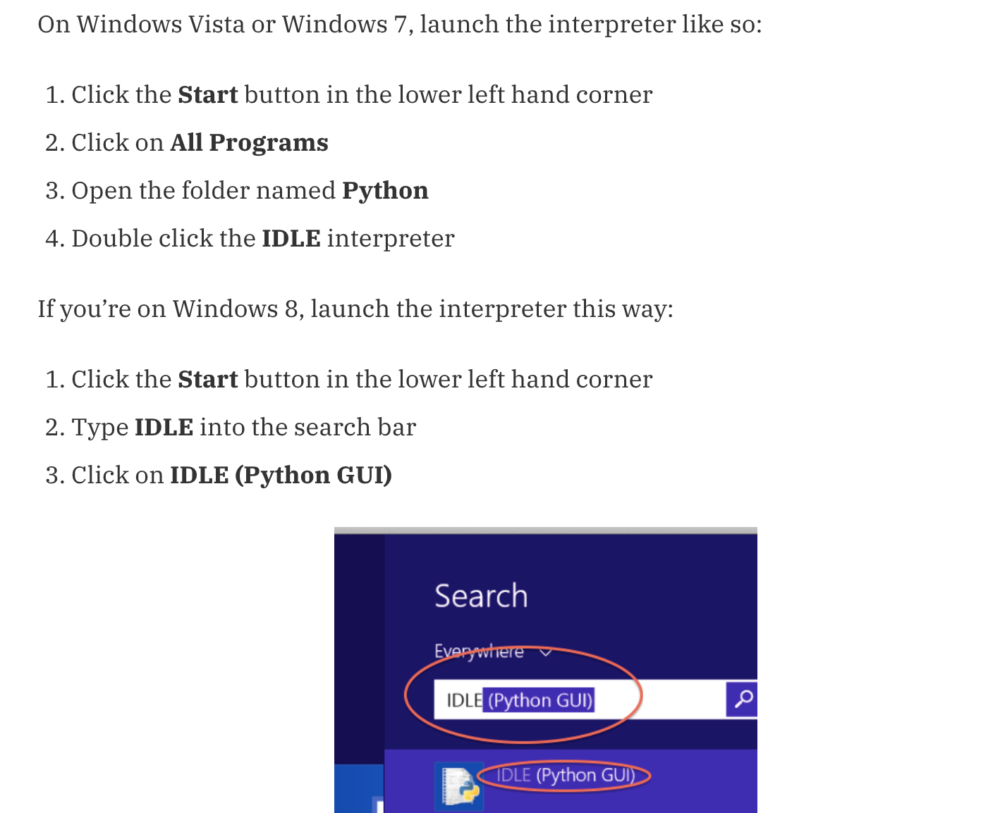 On Windows Vista or Windows 7, launch the interpreter like so:
1. Click the Start button in the lower left hand corner
2. Click on All Programs
3. Open the folder named Python
4. Double click the IDLE interpreter
If you’re on Windows 8, launch the interpreter this way:
1. Click the Start button in the lower left hand corner
2. Type IDLE into the search bar
3. Click on IDLE (Python GUI)
Search
Everywhere
IDLE (Python GUI)
IDLE (Python GUI)